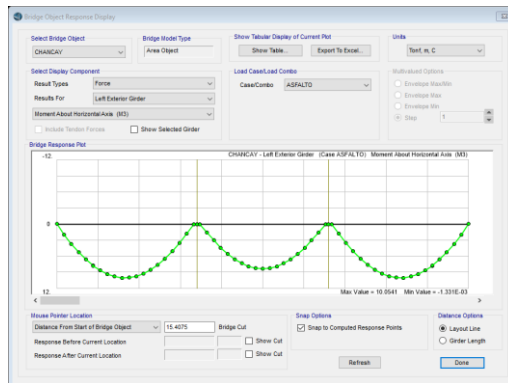 Bridge Object Response Display
Select Bridge Object
CHANCAY
Bridge Model Type
Area Object
Show Tabular Display of Current Plot
Show Table...
Export To Excel...
Units
Tonf, m, C
Select Display Component
Result Types
Force
Results For
Left Exterior Girder
Moment About Horizontal Axis (M3)
Include Tendon Forces
Show Selected Girder
Load Case/Load Combo
Case/Combo
ASFALTO
Multivalued Options
Envelope Max/Min
Envelope Max
Envelope Min
Step
1
Bridge Response Plot
-12.
CHANCAY - Left Exterior Girder (Case ASFALTO) Moment About Horizontal Axis (M3)
0
12.
Max Value = 10.0541 Min Value = -1.331E-03
Mouse Pointer Location
Distance From Start of Bridge Object
15.4075
Bridge Cut
Response Before Current Location
Show Cut
Response After Current Location
Show Cut
Snap Options
Snap to Computed Response Points
Distance Options
Layout Line
Girder Length
Refresh
Done